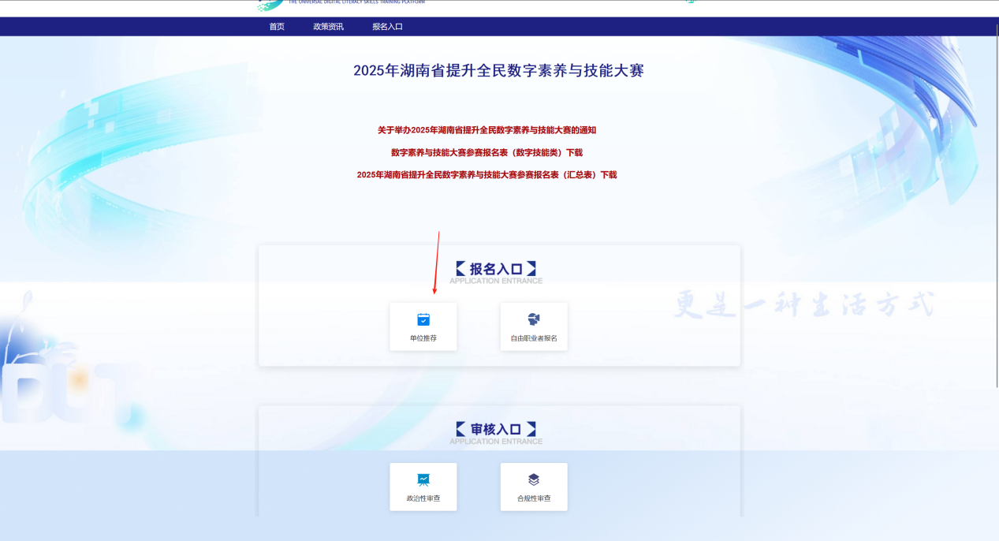 THE UNIVERSAL DIGITAL LITERACY SKILLS TRAINING PLATFORM
首页 政策资讯 报名入口
2025年湖南省提升全民数字素养与技能大赛
关于举办2025年湖南省提升全民数字素养与技能大赛的通知
数字素养与技能大赛参赛报名表（数字技能类）下载
2025年湖南省提升全民数字素养与技能大赛参赛报名表（汇总表）下载
【报名入口】
APPLICATION ENTRANCE
更是一种生活方式
单位推荐 自由职业者报名
DUT
【审核入口】
APPLICATION ENTRANCE
政治性审查 合规性审查